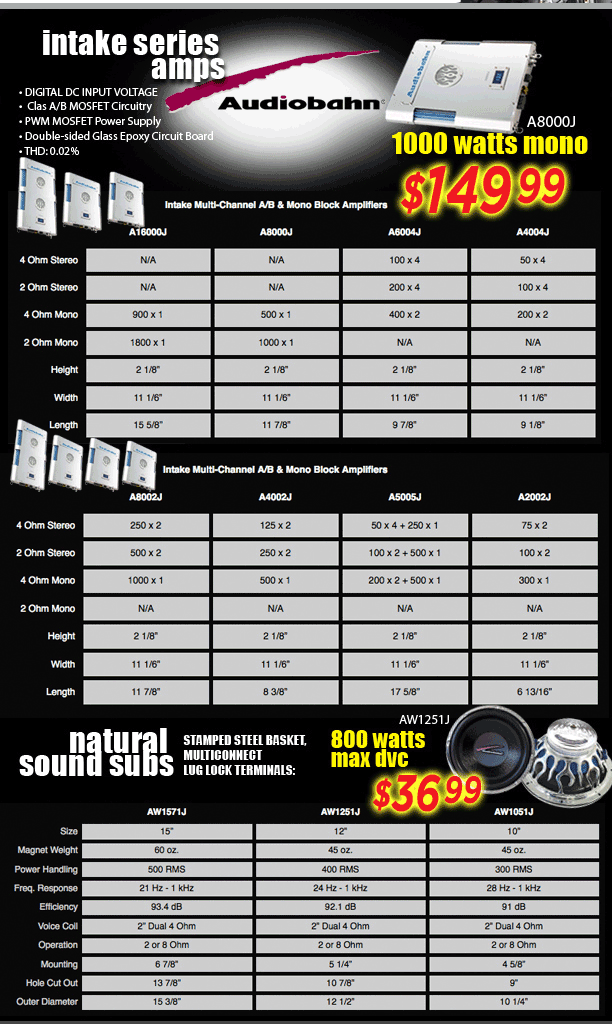 intake series
amps
• DIGITAL DC INPUT VOLTAGE
• Clas A/B MOSFET Circuitry
• PWM MOSFET Power Supply
• Double-sided Glass Epoxy Circuit Board
• THD: 0.02%
Audiobahn
Audiobahn
A8000J
1000 watts mono
$149.99
Intake Multi-Channel A/B & Mono Block Amplifiers
A16000J A8000J A6004J A4004J
4 Ohm Stereo N/A N/A 100 x 4 50 x 4
2 Ohm Stereo N/A N/A 200 x 4 100 x 4
4 Ohm Mono 900 x 1 500 x 1 400 x 2 200 x 2
2 Ohm Mono 1800 x 1 1000 x 1 N/A N/A
Height 2 1/8" 2 1/8" 2 1/8" 2 1/8"
Width 11 1/6" 11 1/6" 11 1/6" 11 1/6"
Length 15 5/8" 11 7/8" 9 7/8" 9 1/8"
Intake Multi-Channel A/B & Mono Block Amplifiers
A8002J A4002J A5005J A2002J
4 Ohm Stereo 250 x 2 125 x 2 50 x 4 + 250 x 1 75 x 2
2 Ohm Stereo 500 x 2 250 x 2 100 x 2 + 500 x 1 100 x 2
4 Ohm Mono 1000 x 1 500 x 1 200 x 2 + 500 x 1 300 x 1
2 Ohm Mono N/A N/A N/A N/A
Height 2 1/8" 2 1/8" 2 1/8" 2 1/8"
Width 11 1/6" 11 1/6" 11 1/6" 11 1/6"
Length 11 7/8" 8 3/8" 17 5/8" 6 13/16"
natural
sound subs
STAMPED STEEL BASKET,
MULTICONNECT
LUG LOCK TERMINALS:
AW1251J
800 watts
max dvc
$36.99
AW1571J AW1251J AW1051J
Size 15" 12" 10"
Magnet Weight 60 oz. 45 oz. 45 oz.
Power Handling 500 RMS 400 RMS 300 RMS
Freq. Response 21 Hz - 1 kHz 24 Hz - 1 kHz 28 Hz - 1 kHz
Efficiency 93.4 dB 92.1 dB 91 dB
Voice Coil 2" Dual 4 Ohm 2" Dual 4 Ohm 2" Dual 4 Ohm
Operation 2 or 8 Ohm 2 or 8 Ohm 2 or 8 Ohm
Mounting 6 7/8" 5 1/4" 4 5/8"
Hole Cut Out 13 7/8" 10 7/8" 9"
Outer Diameter 15 3/8" 12 1/2" 10 1/4"